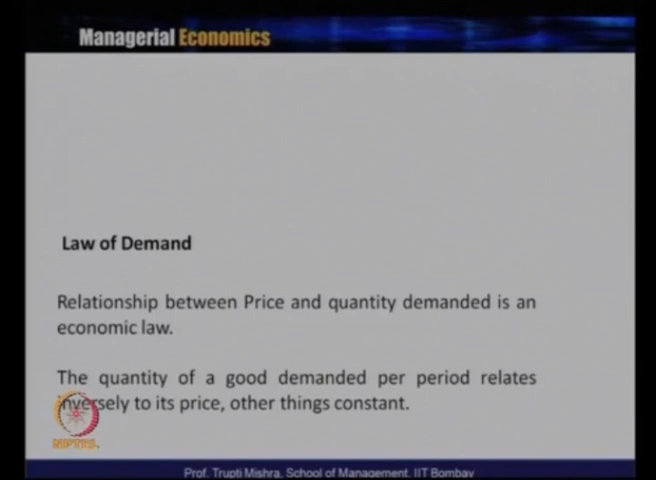 Managerial Economics
Law of Demand
Relationship between Price and quantity demanded is an
economic law.
The quantity of a good demanded per period relates
inversely to its price, other things constant.
NPTEL
Prof. Trupti Mishra, School of Management, IIT Bombay